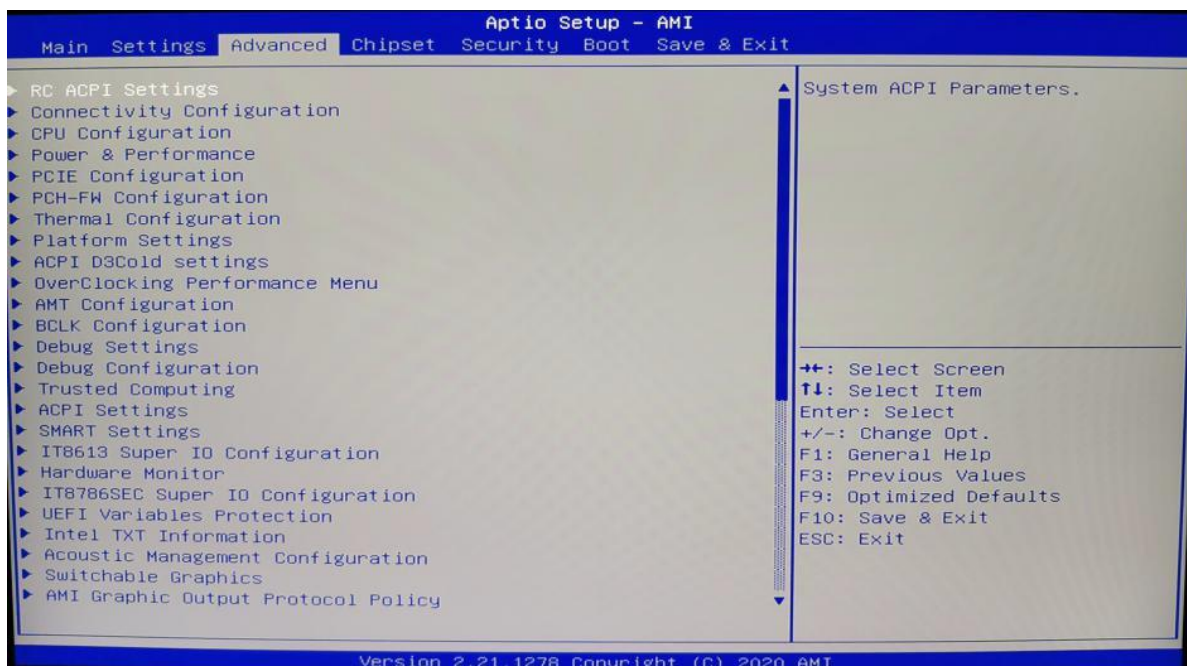 Aptio Setup - AMI
Main Settings Advanced Chipset Security Boot Save & Exit
RC ACPI Settings
Connectivity Configuration
CPU Configuration
Power & Performance
PCIE Configuration
PCH-FW Configuration
Thermal Configuration
Platform Settings
ACPI D3Cold settings
OverClocking Performance Menu
AMT Configuration
BCLK Configuration
Debug Settings
Debug Configuration
Trusted Computing
ACPI Settings
SMART Settings
IT8613 Super IO Configuration
Hardware Monitor
IT8786SEC Super IO Configuration
UEFI Variables Protection
Intel TXT Information
Acoustic Management Configuration
Switchable Graphics
AMI Graphic Output Protocol Policy
System ACPI Parameters.
→←: Select Screen
↑↓: Select Item
Enter: Select
+/-: Change Opt.
F1: General Help
F3: Previous Values
F9: Optimized Defaults
F10: Save & Exit
ESC: Exit
Version 2.21.1278 Copyright (C) 2020 AMI